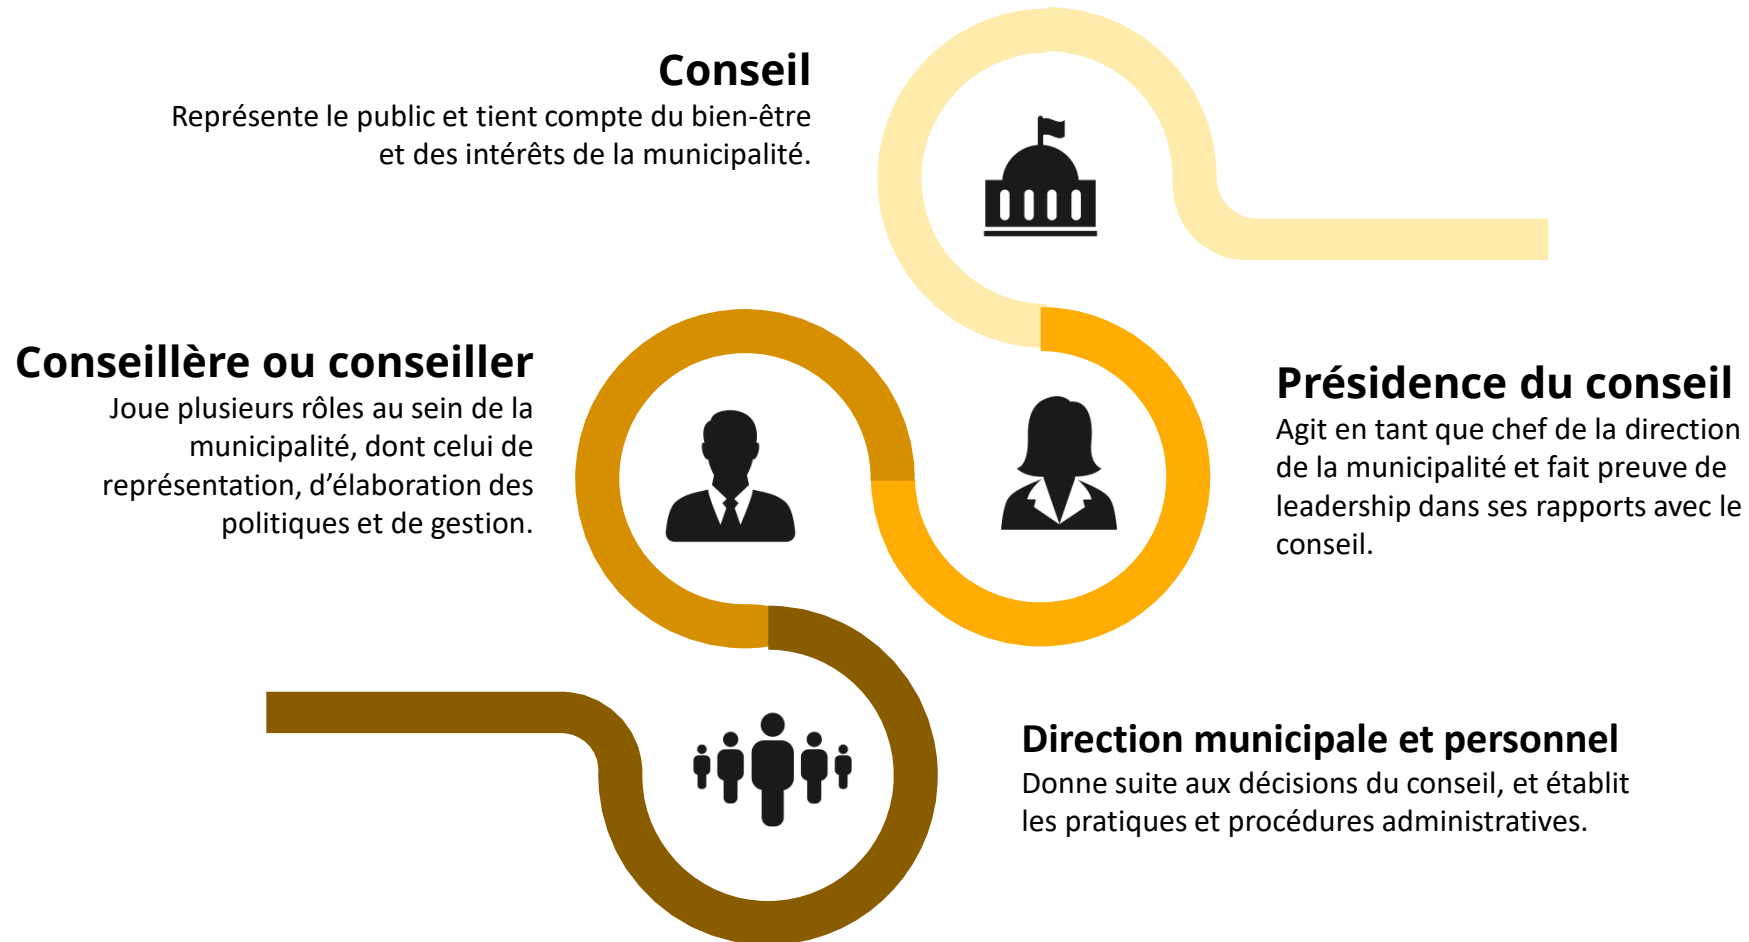 Conseil
Représente le public et tient compte du bien-être
et des intérêts de la municipalité.
Conseillère ou conseiller
Joue plusieurs rôles au sein de la
municipalité, dont celui de
représentation, d’élaboration des
politiques et de gestion.
Présidence du conseil
Agit en tant que chef de la direction
de la municipalité et fait preuve de
leadership dans ses rapports avec le
conseil.
Direction municipale et personnel
Donne suite aux décisions du conseil, et établit
les pratiques et procédures administratives.